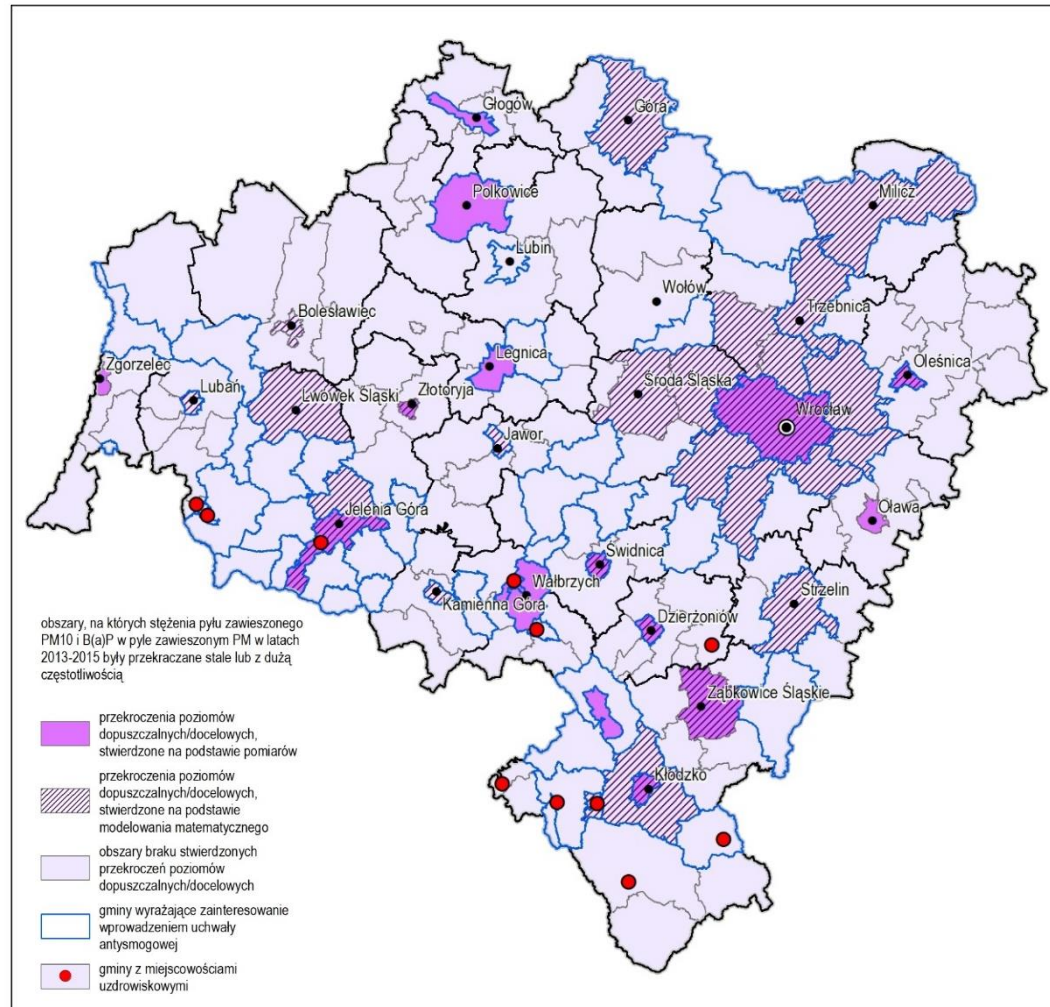 Głogów
Góra
Polkowice
Milicz
Lubin
Wołów
Bolesławiec
Trzebnica
Zgorzelec
Legnica
Oleśnica
Lubań
Lwówek Śląski
Złotoryja
Środa Śląska
Wrocław
Jawor
Jelenia Góra
Oława
Świdnica
Wałbrzych
Kamienna Góra
Strzelin
Dzierżoniów
Ząbkowice Śląskie
Kłodzko
obszary, na których stężenia pyłu zawieszonego
PM10 i B(a)P w pyle zawieszonym PM w latach
2013-2015 były przekraczane stale lub z dużą
częstotliwością
przekroczenia poziomów
dopuszczalnych/docelowych,
stwierdzone na podstawie pomiarów
przekroczenia poziomów
dopuszczalnych/docelowych,
stwierdzone na podstawie
modelowania matematycznego
obszary braku stwierdzonych
przekroczeń poziomów
dopuszczalnych/docelowych
gminy wyrażające zainteresowanie
wprowadzeniem uchwały
antysmogowej
gminy z miejscowościami
uzdrowiskowymi